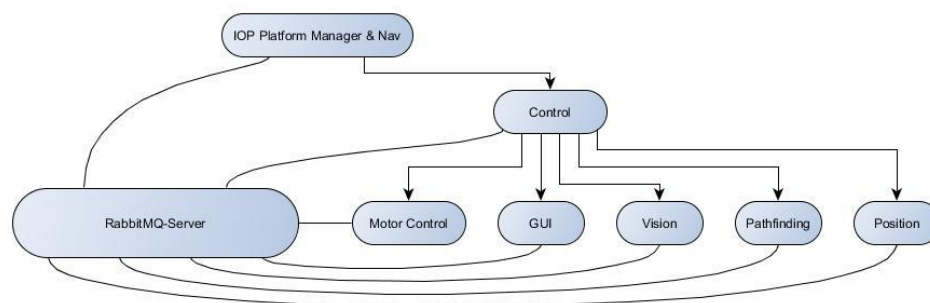 IOP Platform Manager & Nav
Control
RabbitMQ-Server
Motor Control
GUI
Vision
Pathfinding
Position